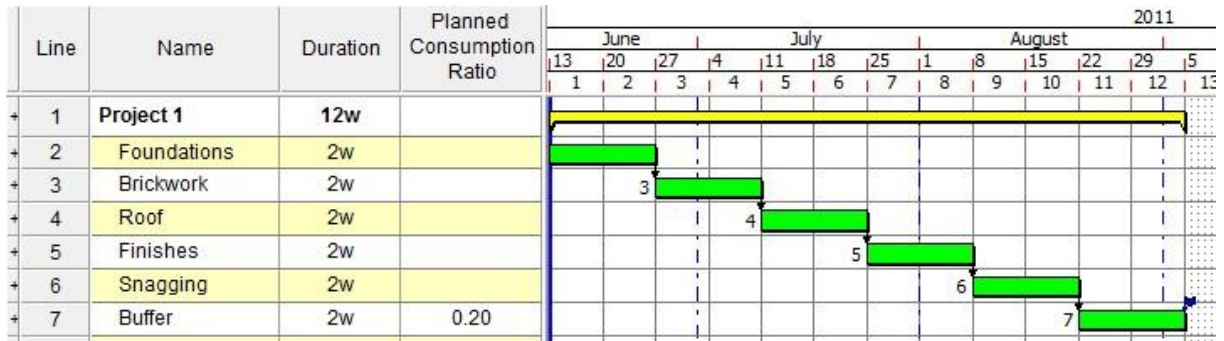 2011
June July August
13 20 27 4 11 18 25 1 8 15 22 29 5
1 2 3 4 5 6 7 8 9 10 11 12 13
Line Name Duration Planned Consumption Ratio
1 Project 1 12w
2 Foundations 2w
3 Brickwork 2w 3
4 Roof 2w 4
5 Finishes 2w 5
6 Snagging 2w 6
7 Buffer 2w 0.20 7